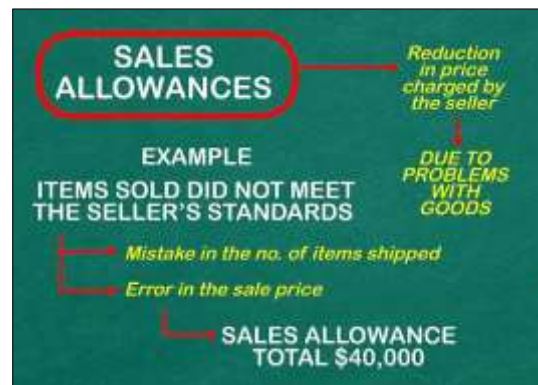 SALES
ALLOWANCES
Reduction
in price
charged by
the seller
DUE TO
PROBLEMS
WITH
GOODS
EXAMPLE
ITEMS SOLD DID NOT MEET
THE SELLER'S STANDARDS
Mistake in the no. of items shipped
Error in the sale price
SALES ALLOWANCE
TOTAL $40,000